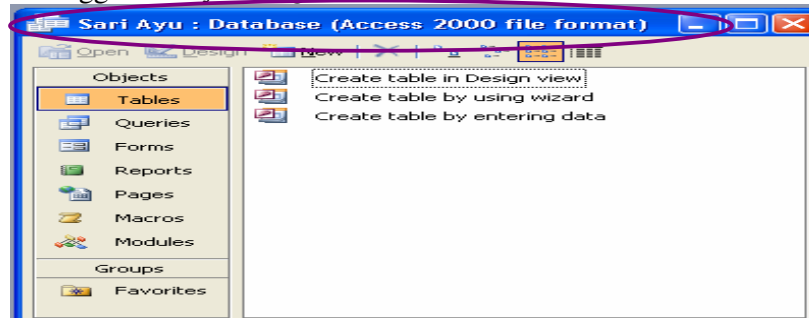 Sari Ayu : Database (Access 2000 file format)
Open Design New
Objects
Tables
Queries
Forms
Reports
Pages
Macros
Modules
Groups
Favorites
Create table in Design view
Create table by using wizard
Create table by entering data